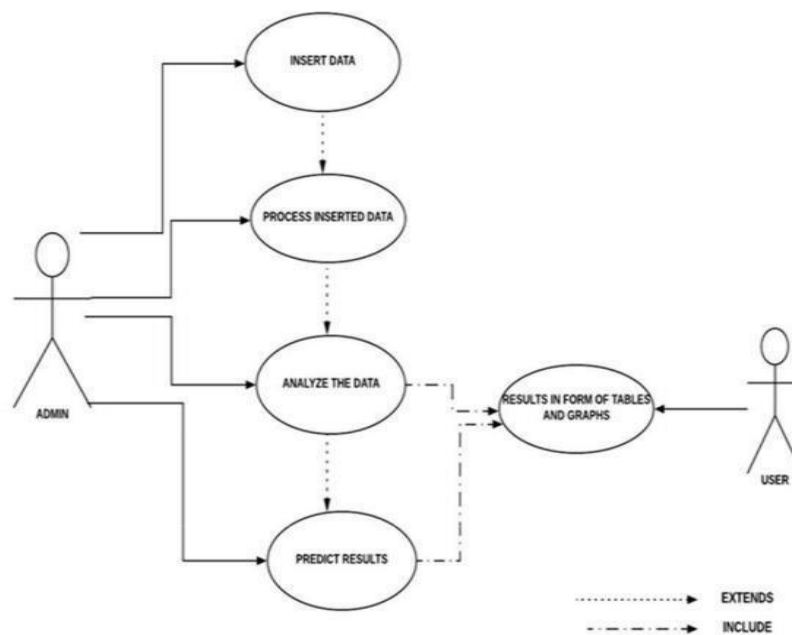 INSERT DATA
PROCESS INSERTED DATA
ANALYZE THE DATA
RESULTS IN FORM OF TABLES
AND GRAPHS
ADMIN
USER
PREDICT RESULTS
EXTENDS
INCLUDE